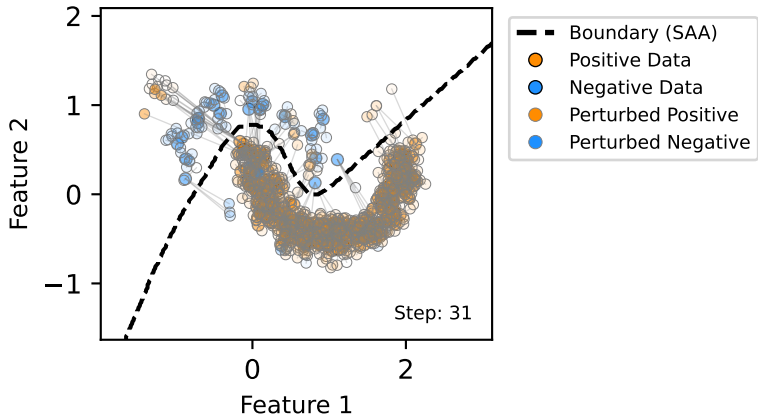 2
1
0
−1
Feature 2
0
2
Feature 1
Step: 31
Boundary (SAA)
Positive Data
Negative Data
Perturbed Positive
Perturbed Negative